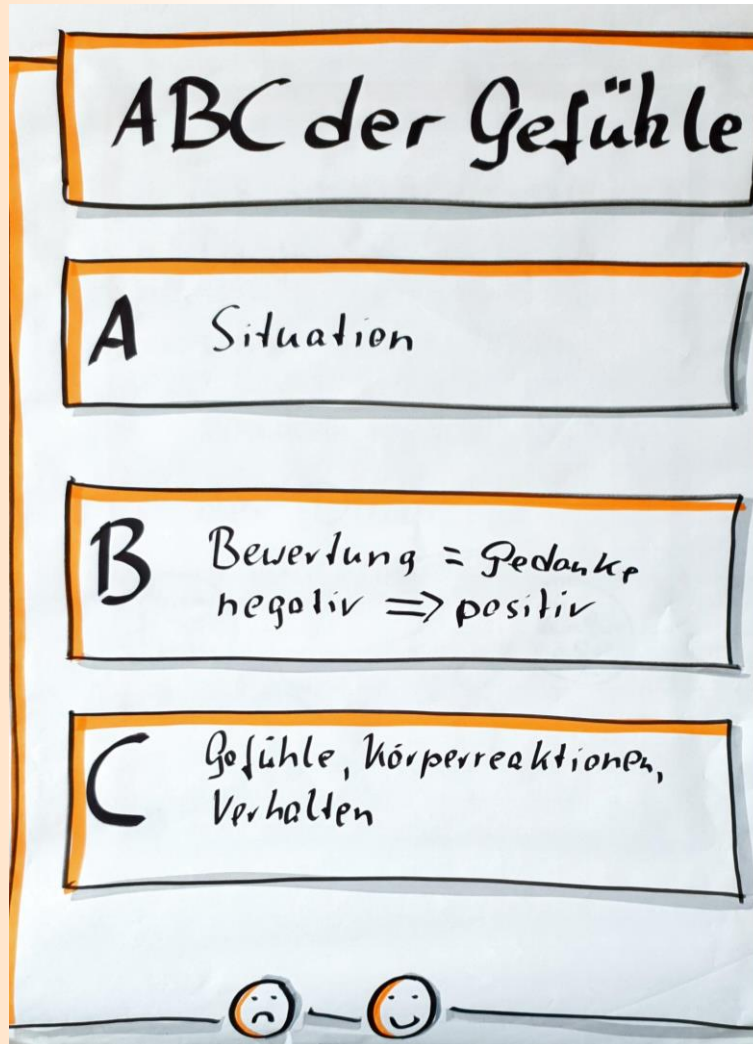 ABC der Gefühle
A Situation
B Bewertung = Gedanke
negativ => positiv
C Gefühle, Körperreaktionen,
Verhalten